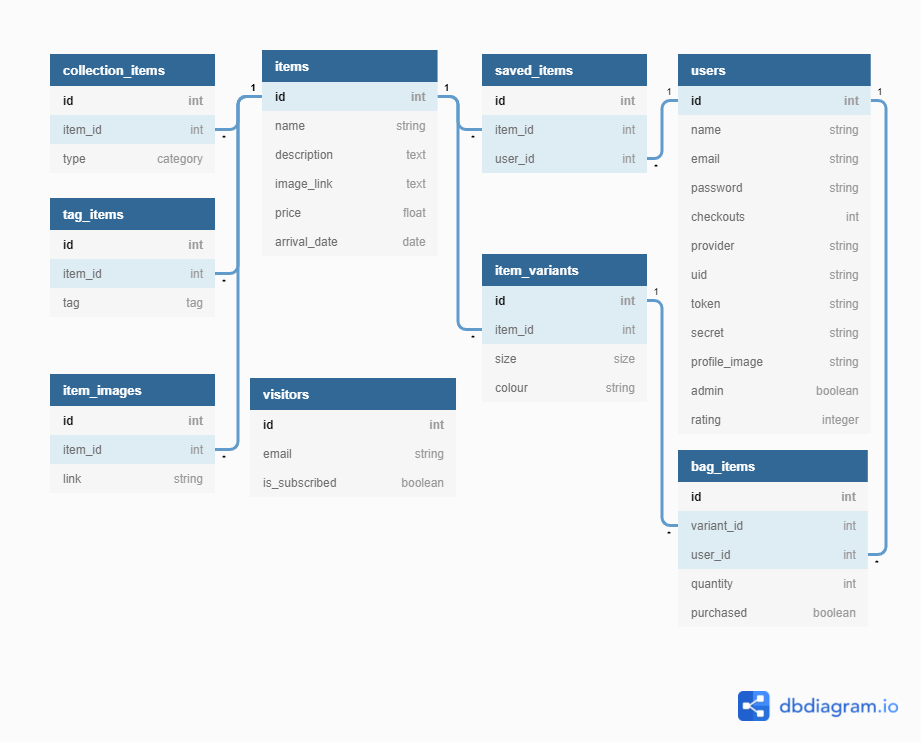 collection_items
id int
item_id int
type category
tag_items
id int
item_id int
tag tag
item_images
id int
item_id int
link string
items
id int
name string
description text
image_link text
price float
arrival_date date
visitors
id int
email string
is_subscribed boolean
saved_items
id int
item_id int
user_id int
item_variants
id int
item_id int
size size
colour string
users
id int
name string
email string
password string
checkouts int
provider string
uid string
token string
secret string
profile_image string
admin boolean
rating integer
bag_items
id int
variant_id int
user_id int
quantity int
purchased boolean
1
1
1
1
1
*
*
*
*
*
*
*
*
dbdiagram.io